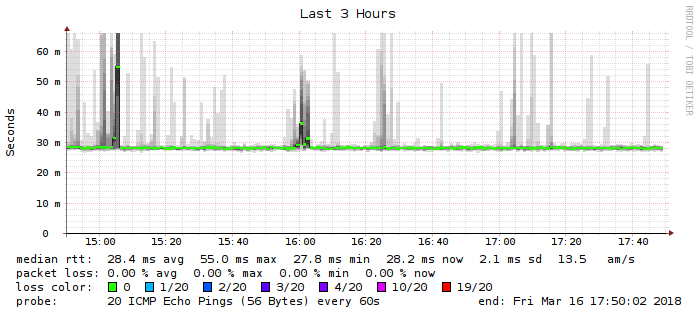 Last 3 Hours
RRDTOOL / TOBI OETIKER
Seconds
60 m
50 m
40 m
30 m
20 m
10 m
0
15:00 15:20 15:40 16:00 16:20 16:40 17:00 17:20 17:40
median rtt: 28.4 ms avg 55.0 ms max 27.8 ms min 28.2 ms now 2.1 ms sd 13.5 am/s
packet loss: 0.00 % avg 0.00 % max 0.00 % min 0.00 % now
loss color: 0 1/20 2/20 3/20 4/20 10/20 19/20
probe: 20 ICMP Echo Pings (56 Bytes) every 60s end: Fri Mar 16 17:50:02 2018